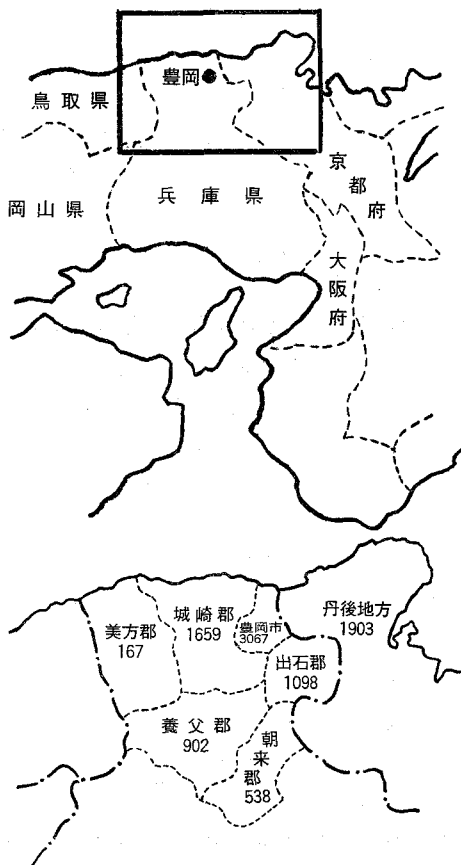 豊岡
鳥取県
京都府
岡山県
兵庫県
大阪府
丹後地方
1903
城崎郡
1659
豊岡市
3067
美方郡
167
出石郡
1098
養父郡
902
朝来郡
538